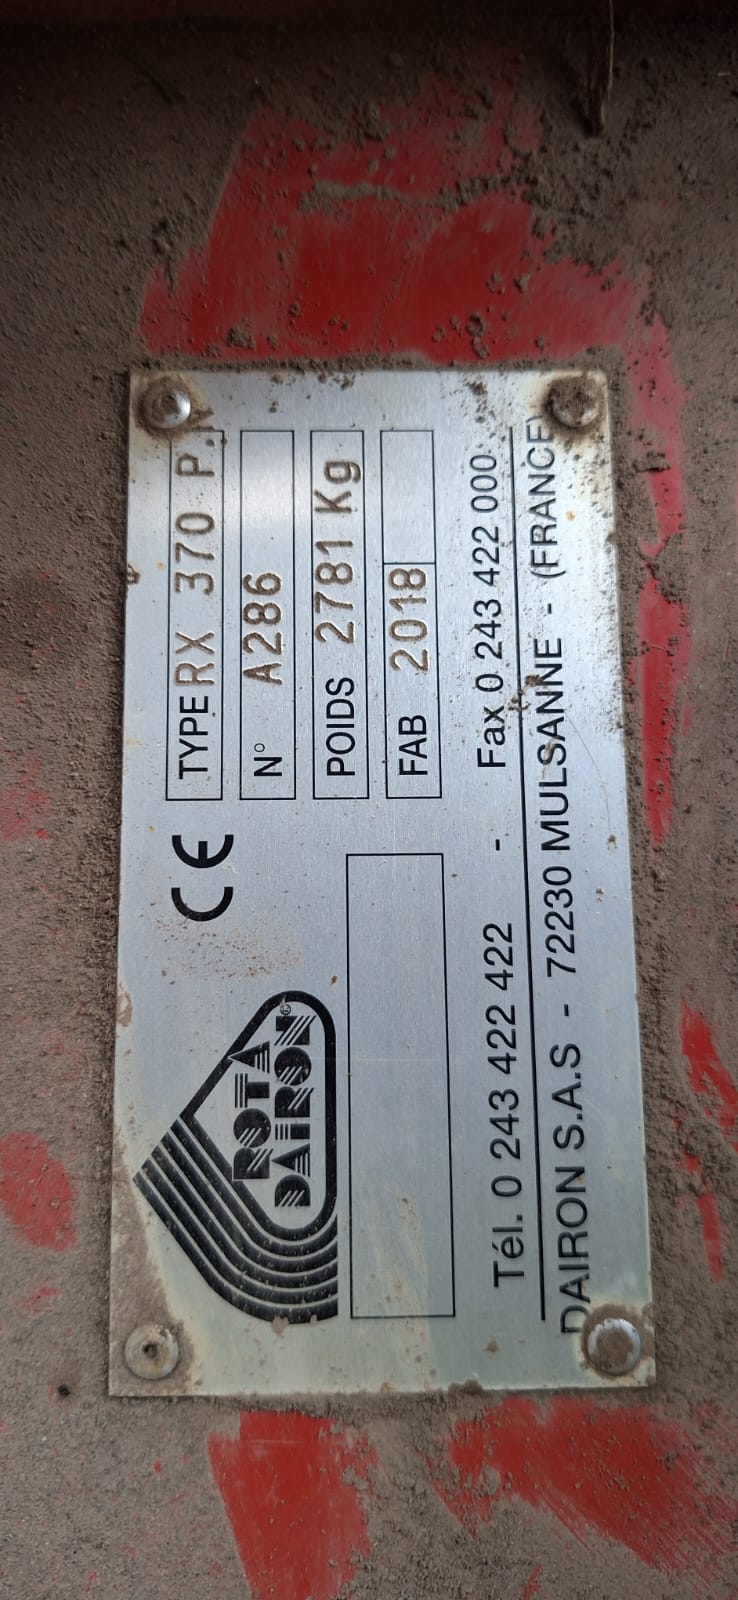 ROTA
DAIRON®
CE
TYPE RX 370 P.
N° A286
POIDS 2781 Kg
FAB 2018
Tél. 0 243 422 422 - Fax 0 243 422 000
DAIRON S.A.S - 72230 MULSANNE - (FRANCE)